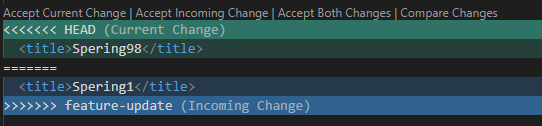 Accept Current Change | Accept Incoming Change | Accept Both Changes | Compare Changes
<<<<<<< HEAD (Current Change)
<title>Spering98</title>
=======
<title>Spering1</title>
>>>>>>> feature-update (Incoming Change)